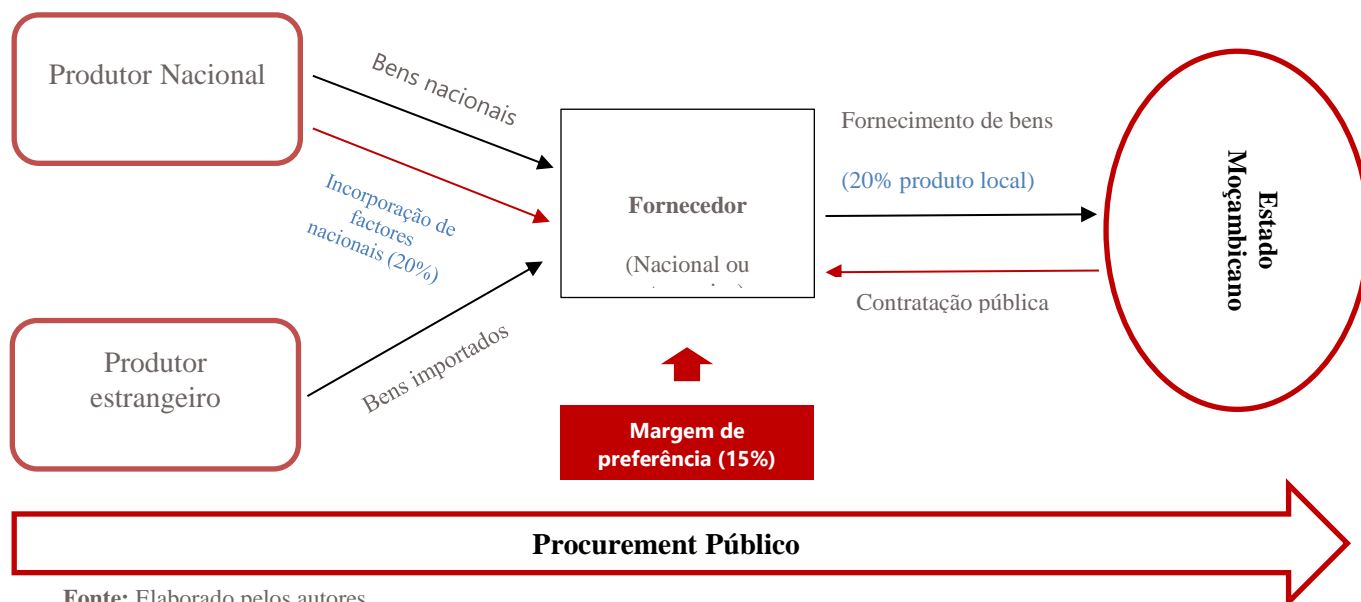 Produtor Nacional
Bens nacionais
Incorporação de
factores
nacionais (20%)
Produtor
estrangeiro
Bens importados
Fornecedor
(Nacional ou
Margem de
preferência (15%)
Fornecimento de bens
(20% produto local)
Contratação pública
Estado
Moçambicano
Procurement Público
Fonte: Elaborado pelos autores